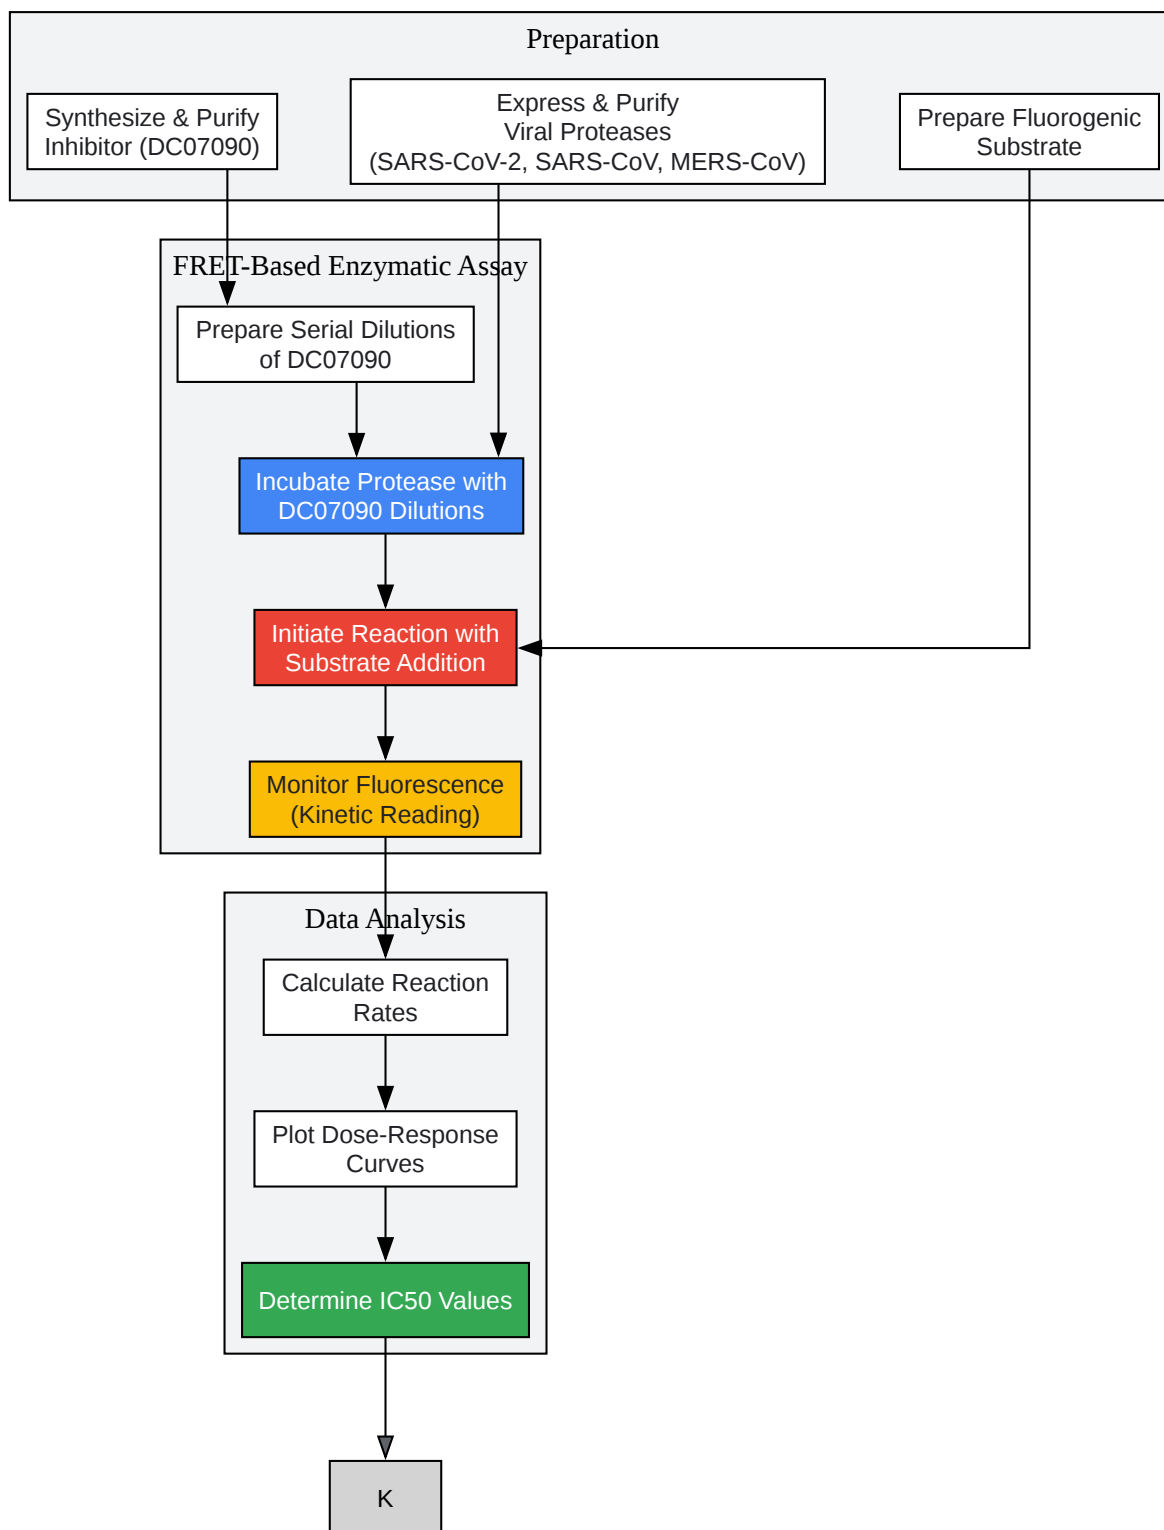 Preparation
Synthesize & Purify
Inhibitor (DC07090)
Express & Purify
Viral Proteases
(SARS-CoV-2, SARS-CoV, MERS-CoV)
Prepare Fluorogenic
Substrate
FRET-Based Enzymatic Assay
Prepare Serial Dilutions
of DC07090
Incubate Protease with
DC07090 Dilutions
Initiate Reaction with
Substrate Addition
Monitor Fluorescence
(Kinetic Reading)
Data Analysis
Calculate Reaction
Rates
Plot Dose-Response
Curves
Determine IC50 Values
K